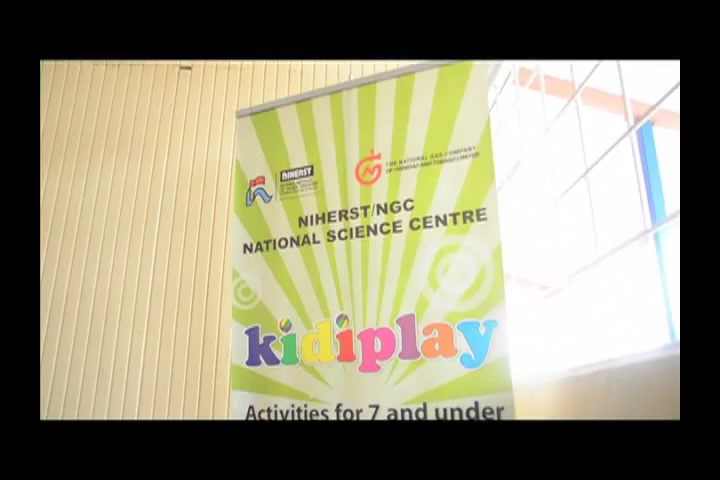 NIHERST
THE NATIONAL GAS COMPANY
OF TRINIDAD AND TOBAGO LIMITED
NIHERST/NGC
NATIONAL SCIENCE CENTRE
kidiplay
Activities for 7 and under